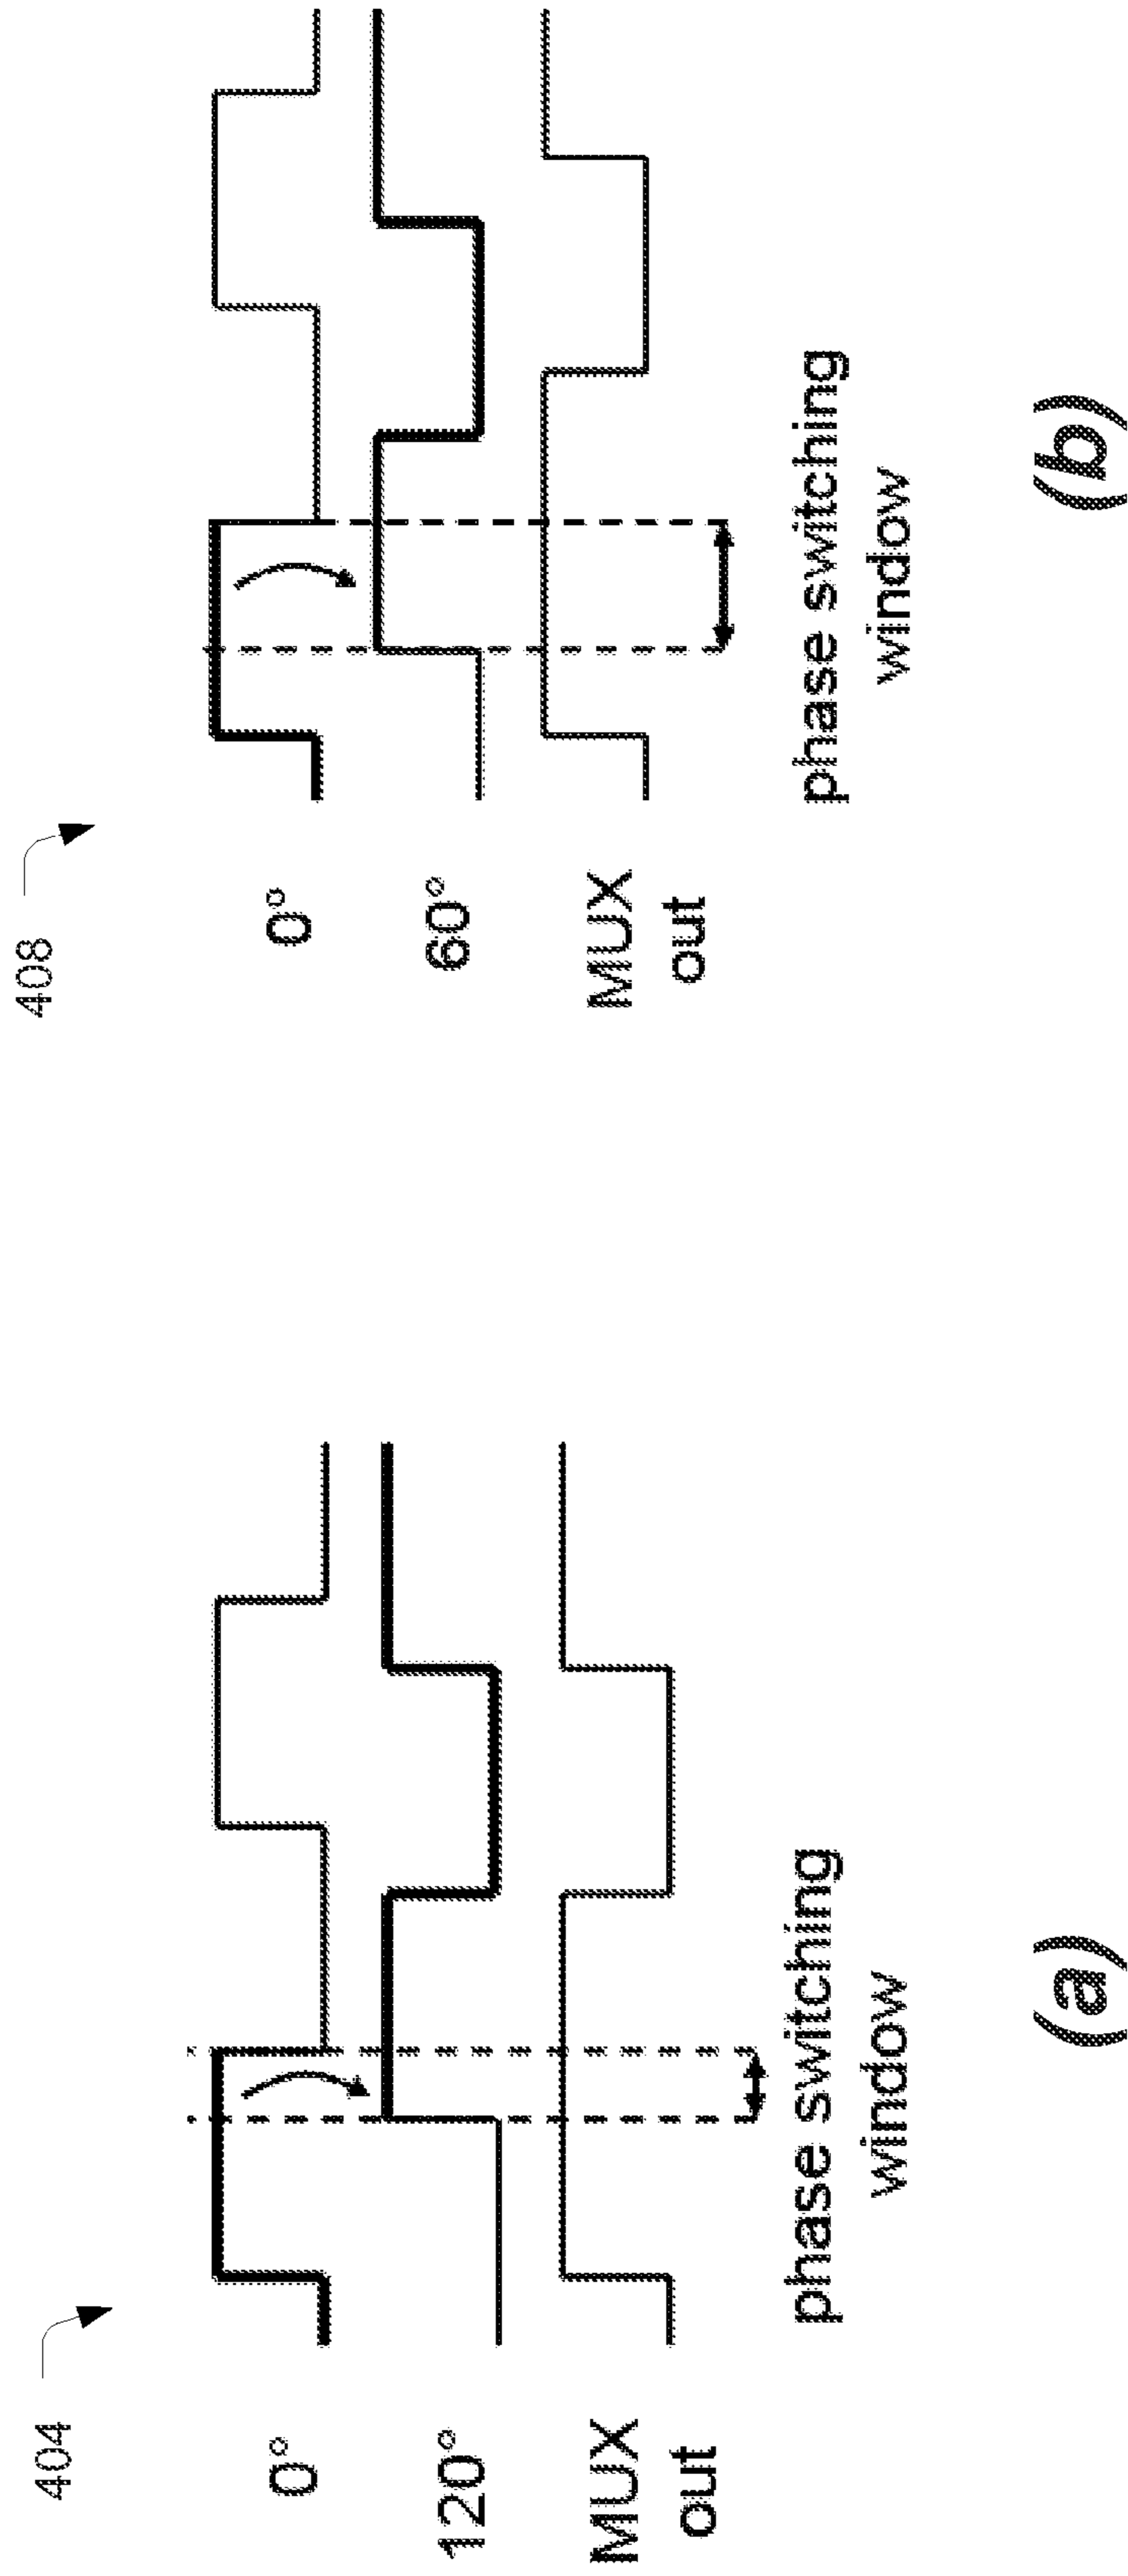 404
0°
120°
MUX
out
phase switching
window
(a)
408
0°
60°
MUX
out
phase switching
window
(b)